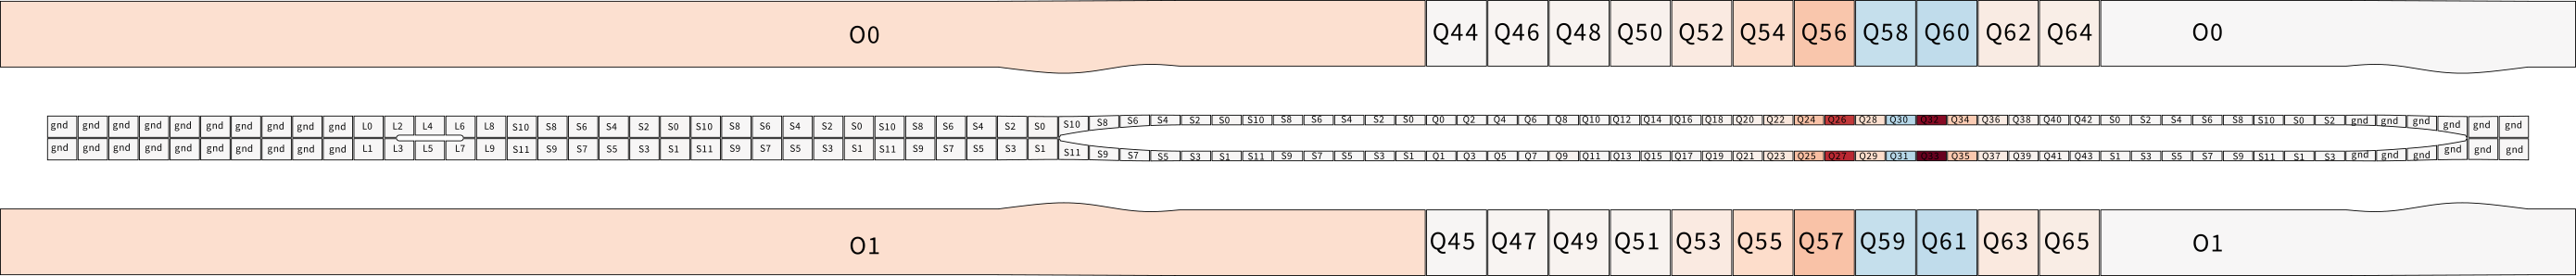 O0 Q44 Q46 Q48 Q50 Q52 Q54 Q56 Q58 Q60 Q62 Q64 O0
gnd gnd gnd gnd gnd gnd gnd gnd gnd gnd L0 L2 L4 L6 L8 S10 S8 S6 S4 S2 S0 S10 S8 S6 S4 S2 S0 S10 S8 S6 S4 S2 S0 S10 S8 S6 S4 S2 S0 S10 S8 S6 S4 S2 S0 Q0 Q2 Q4 Q6 Q8 Q10 Q12 Q14 Q16 Q18 Q20 Q22 Q24 Q26 Q28 Q30 Q32 Q34 Q36 Q38 Q40 Q42 S0 S2 S4 S6 S8 S10 S0 S2 gnd gnd gnd gnd gnd gnd
gnd gnd gnd gnd gnd gnd gnd gnd gnd gnd L1 L3 L5 L7 L9 S11 S9 S7 S5 S3 S1 S11 S9 S7 S5 S3 S1 S11 S9 S7 S5 S3 S1 S11 S9 S7 S5 S3 S1 S11 S9 S7 S5 S3 S1 Q1 Q3 Q5 Q7 Q9 Q11 Q13 Q15 Q17 Q19 Q21 Q23 Q25 Q27 Q29 Q31 Q33 Q35 Q37 Q39 Q41 Q43 S1 S3 S5 S7 S9 S11 S1 S3 gnd gnd gnd gnd gnd gnd
O1 Q45 Q47 Q49 Q51 Q53 Q55 Q57 Q59 Q61 Q63 Q65 O1